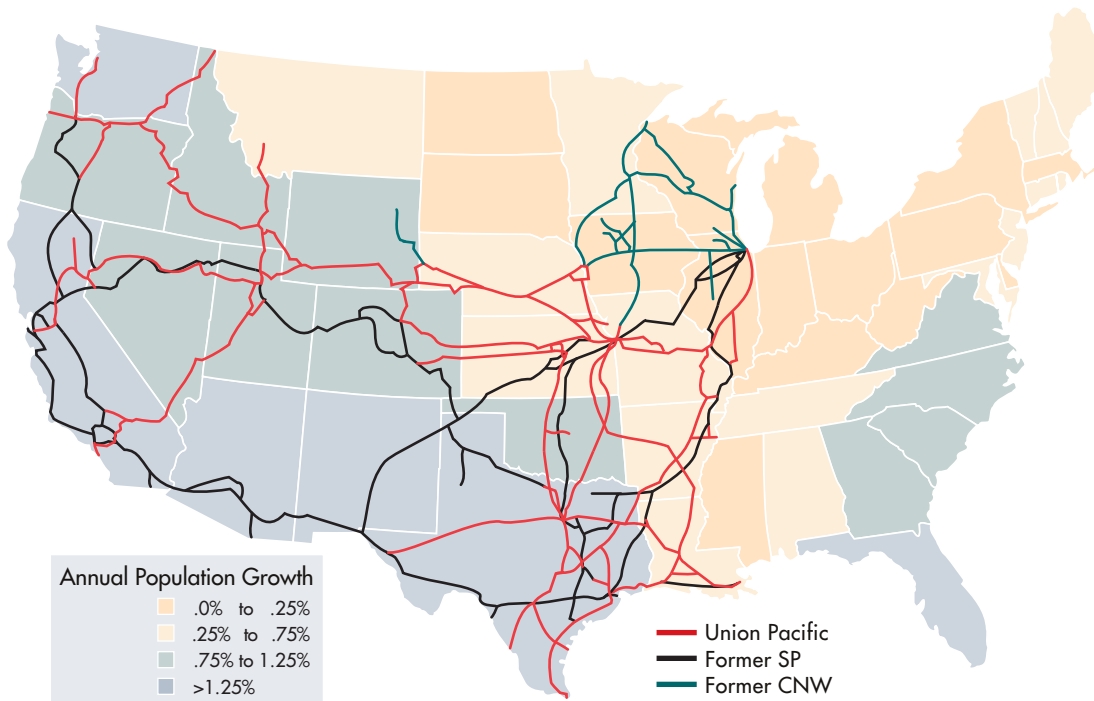 Annual Population Growth
.0% to .25%
.25% to .75%
.75% to 1.25%
>1.25%
Union Pacific
Former SP
Former CNW